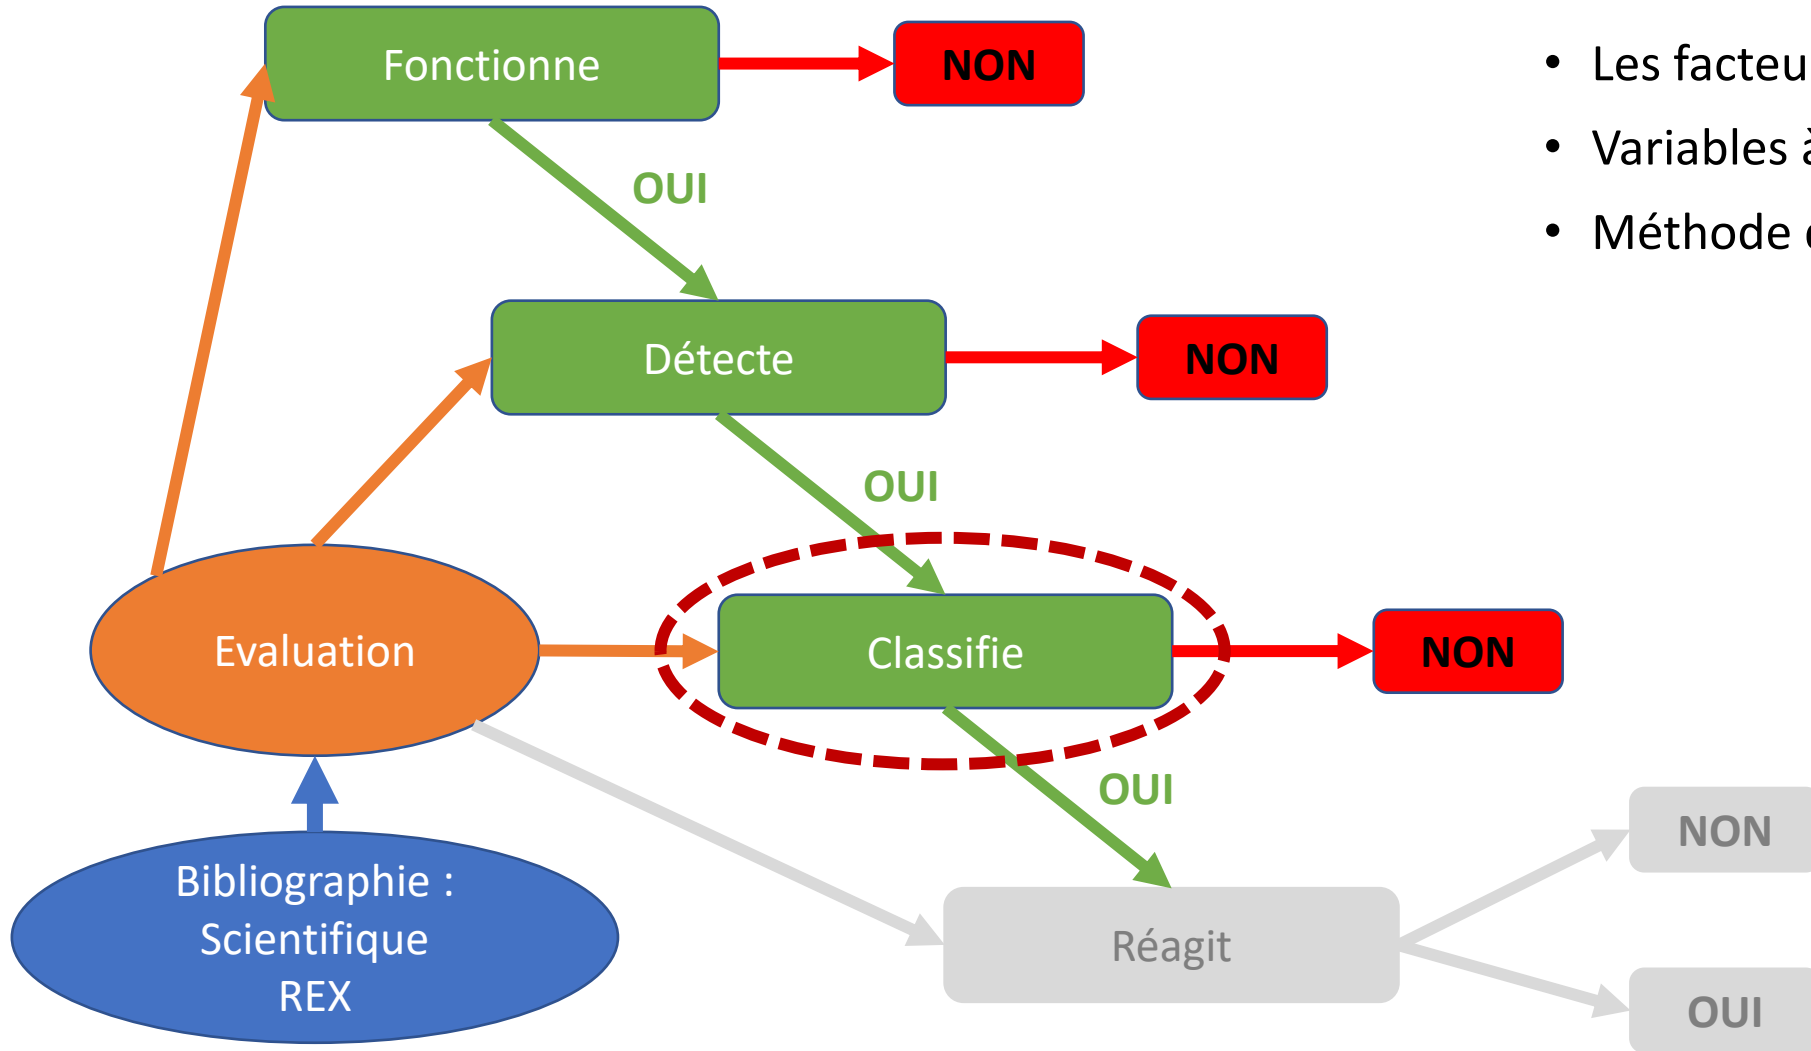 Fonctionne
NON
• Les facteu
• Variables à
• Méthode
OUI
Détecte
NON
OUI
Evaluation
Classifie
NON
OUI
Bibliographie :
Scientifique
REX
Réagit
NON
OUI